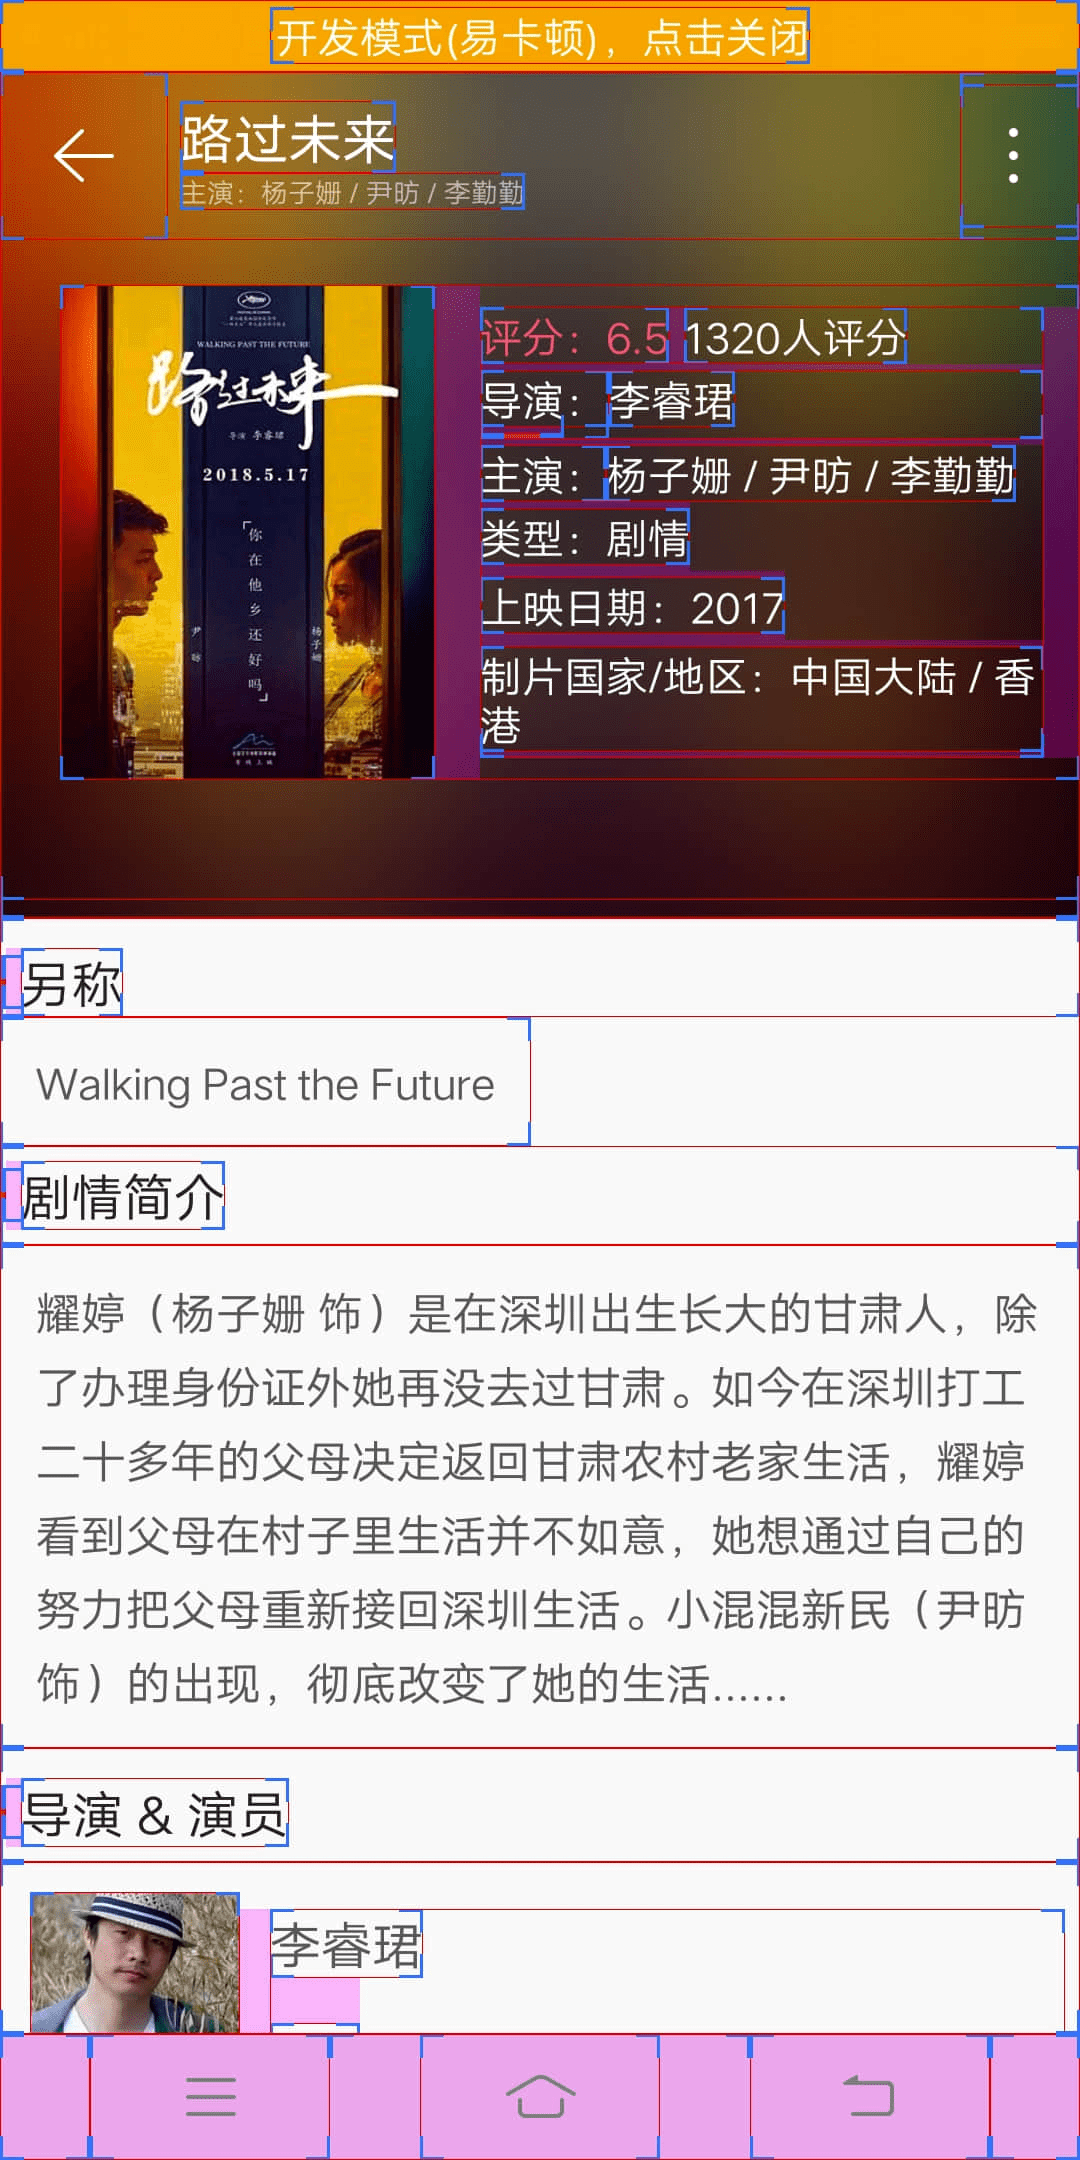 开发模式(易卡顿)，点击关闭
路过未来
主演：杨子姗 / 尹昉 / 李勤勤
WALKING PAST THE FUTURE
路过未来
导演 李睿珺
2018.5.17
「你在他乡还好吗」
尹昉
杨子姗
评分：6.5 1320人评分
导演：李睿珺
主演：杨子姗 / 尹昉 / 李勤勤
类型：剧情
上映日期：2017
制片国家/地区：中国大陆 / 香
港
另称
Walking Past the Future
剧情简介
耀婷（杨子姗 饰）是在深圳出生长大的甘肃人，除
了办理身份证外她再没去过甘肃。如今在深圳打工
二十多年的父母决定返回甘肃农村老家生活，耀婷
看到父母在村子里生活并不如意，她想通过自己的
努力把父母重新接回深圳生活。小混混新民（尹昉
饰）的出现，彻底改变了她的生活......
导演 & 演员
李睿珺